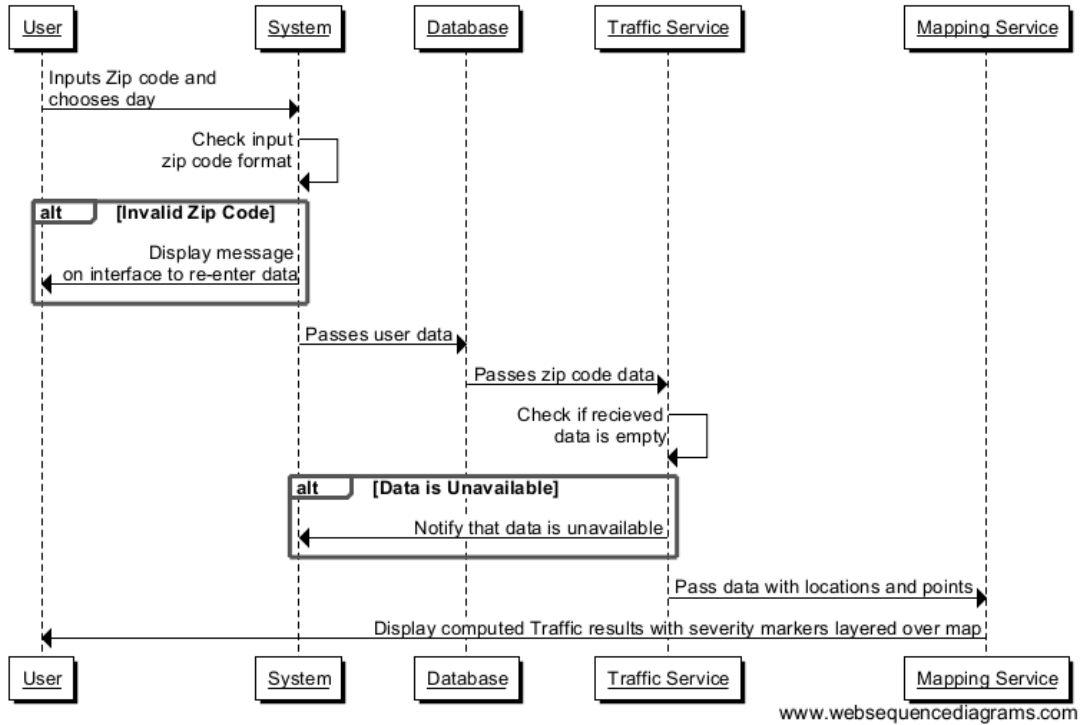 User
System
Database
Traffic Service
Mapping Service
Inputs Zip code and
chooses day
Check input
zip code format
alt
[Invalid Zip Code]
Display message
on interface to re-enter data
Passes user data
Passes zip code data
Check if recieved
data is empty
alt
[Data is Unavailable]
Notify that data is unavailable
Pass data with locations and points
Display computed Traffic results with severity markers layered over map
User
System
Database
Traffic Service
Mapping Service
www.websequencediagrams.com